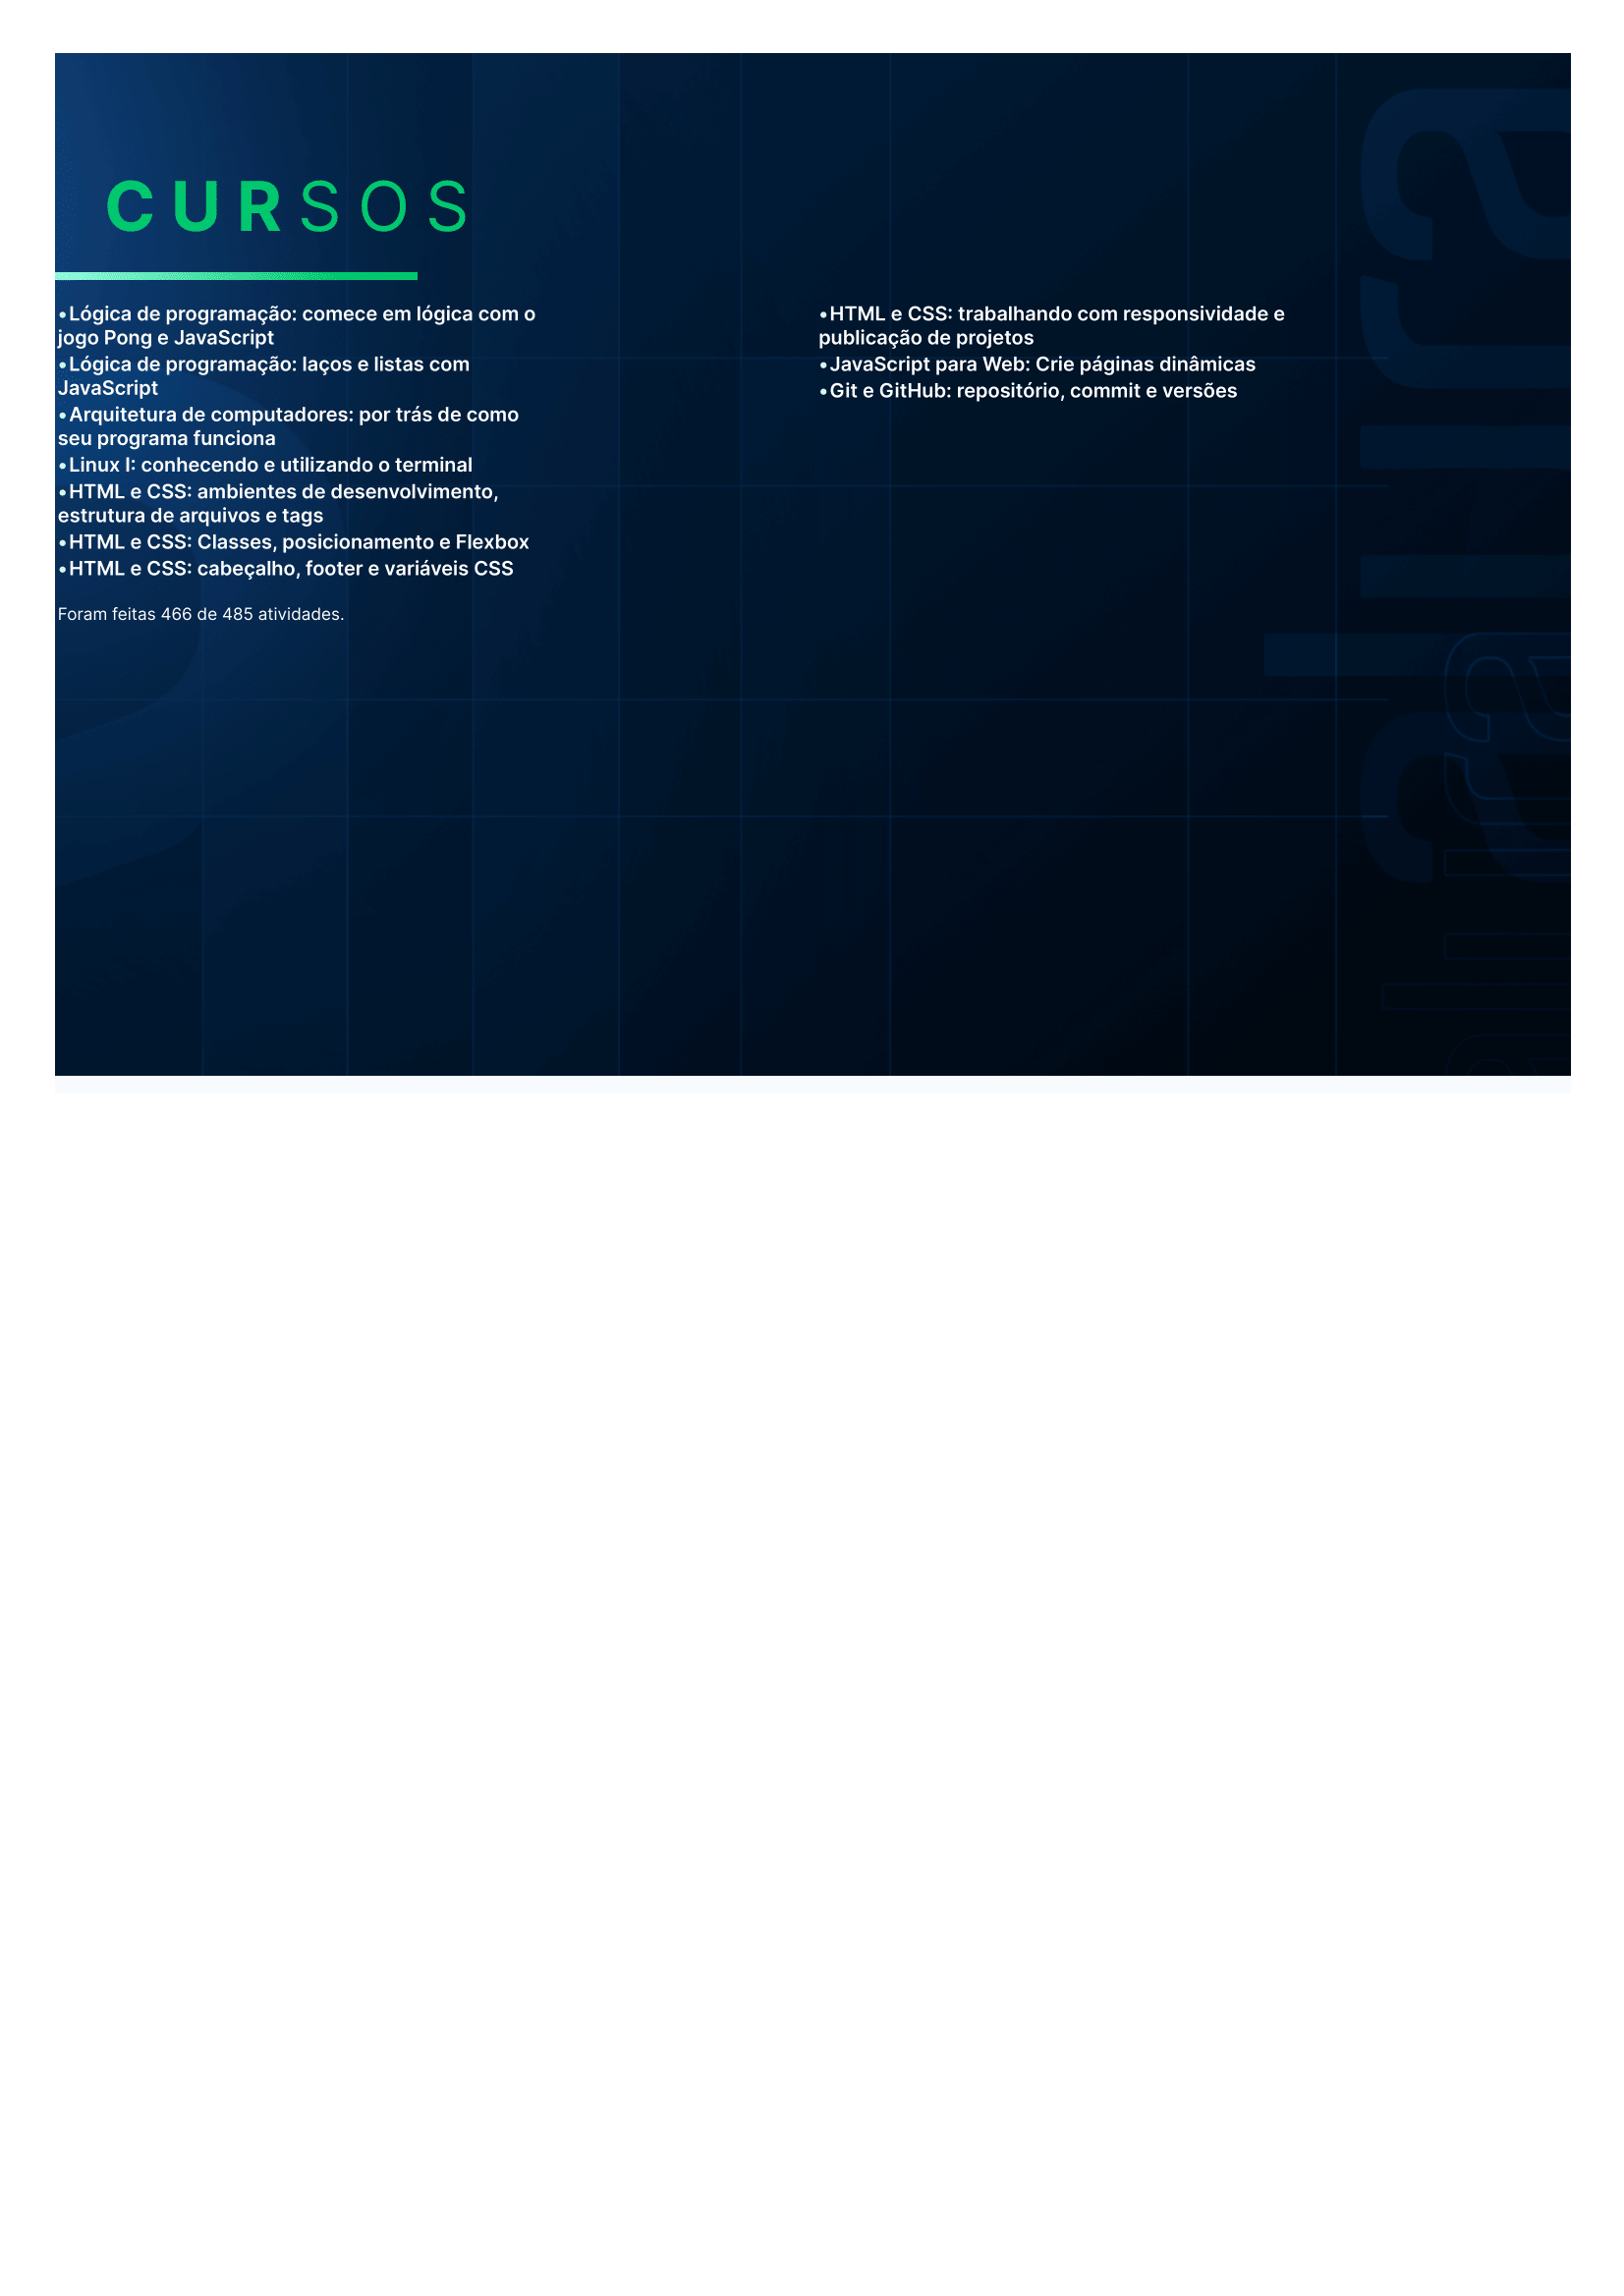 CURSOS
•Lógica de programação: comece em lógica com o
jogo Pong e JavaScript
•Lógica de programação: laços e listas com
JavaScript
•Arquitetura de computadores: por trás de como
seu programa funciona
•Linux I: conhecendo e utilizando o terminal
•HTML e CSS: ambientes de desenvolvimento,
estrutura de arquivos e tags
•HTML e CSS: Classes, posicionamento e Flexbox
•HTML e CSS: cabeçalho, footer e variáveis CSS
Foram feitas 466 de 485 atividades.
•HTML e CSS: trabalhando com responsividade e
publicação de projetos
•JavaScript para Web: Crie páginas dinâmicas
•Git e GitHub: repositório, commit e versões